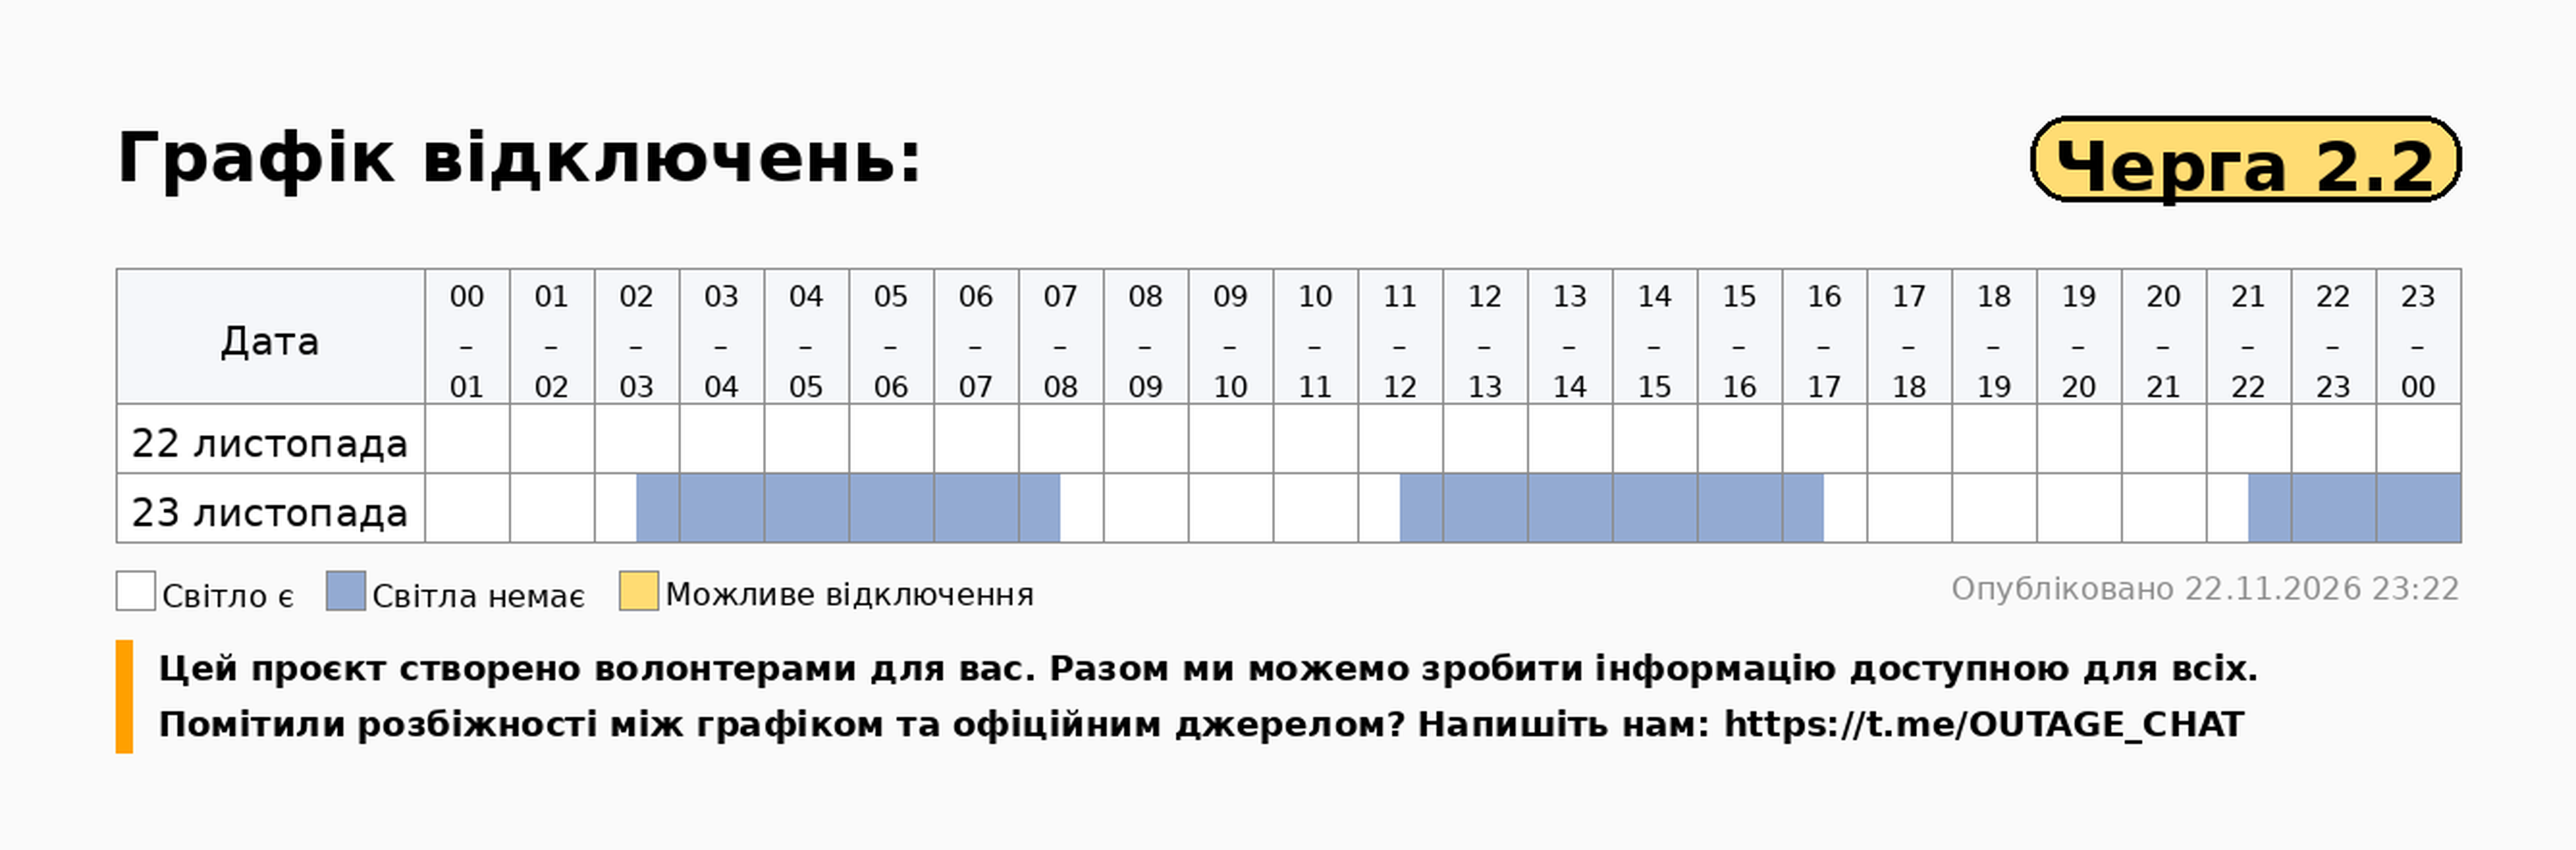 Графік відключень:
Черга 2.2
Дата 00 – 01 01 – 02 02 – 03 03 – 04 04 – 05 05 – 06 06 – 07 07 – 08 08 – 09 09 – 10 10 – 11 11 – 12 12 – 13 13 – 14 14 – 15 15 – 16 16 – 17 17 – 18 18 – 19 19 – 20 20 – 21 21 – 22 22 – 23 23 – 00
22 листопада
23 листопада
Світло є Світла немає Можливе відключення
Опубліковано 22.11.2026 23:22
Цей проєкт створено волонтерами для вас. Разом ми можемо зробити інформацію доступною для всіх.
Помітили розбіжності між графіком та офіційним джерелом? Напишіть нам: https://t.me/OUTAGE_CHAT